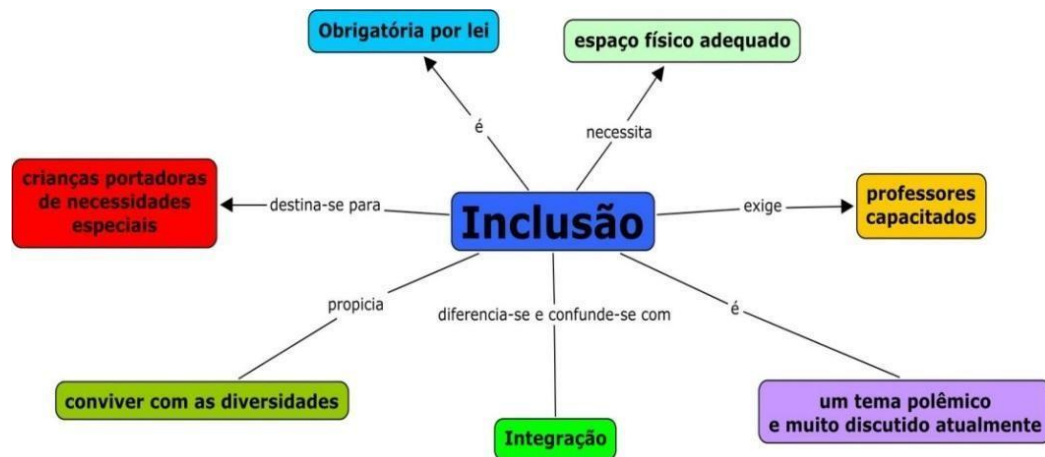 Obrigatória por lei
espaço físico adequado
é
necessita
crianças portadoras
de necessidades
especiais
destina-se para
Inclusão
exige
professores
capacitados
propicia
diferencia-se e confunde-se com
é
conviver com as diversidades
Integração
um tema polêmico
e muito discutido atualmente